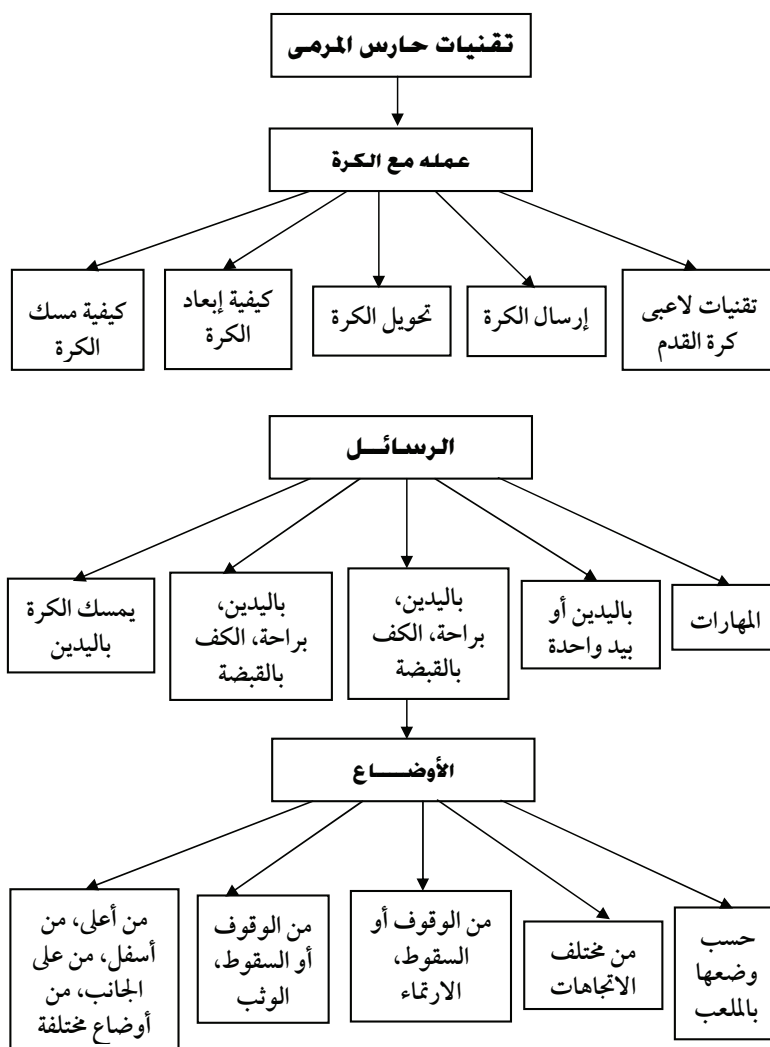 تقنيات حارس المرمى
عمله مع الكرة
تقنيات لاعبى
كرة القدم
إرسال الكرة
تحويل الكرة
كيفية إبعاد
الكرة
كيفية مسك
الكرة
الرسائــل
المهارات
باليدين أو
بيد واحدة
باليدين،
براحة، الكف
بالقبضة
باليدين،
براحة، الكف
بالقبضة
يمسك الكرة
باليدين
الأوضـــاع
حسب
وضعها
بالملعب
من مختلف
الاتجاهات
من الوقوف أو
السقوط،
الارتماء
من الوقوف
أو السقوط،
الوثب
من أعلى، من
أسفل، من على
الجانب، من
أوضاع مختلفة